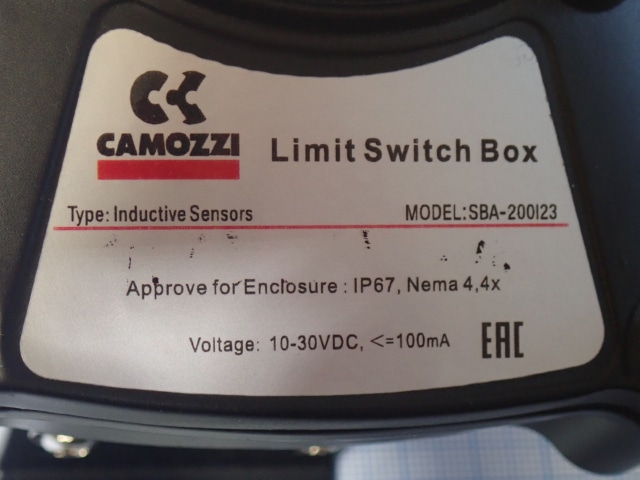 CAMOZZI
Limit Switch Box
Type: Inductive Sensors
MODEL:SBA-200I23
Approve for Enclosure : IP67, Nema 4,4x
Voltage: 10-30VDC, <=100mA
EAC